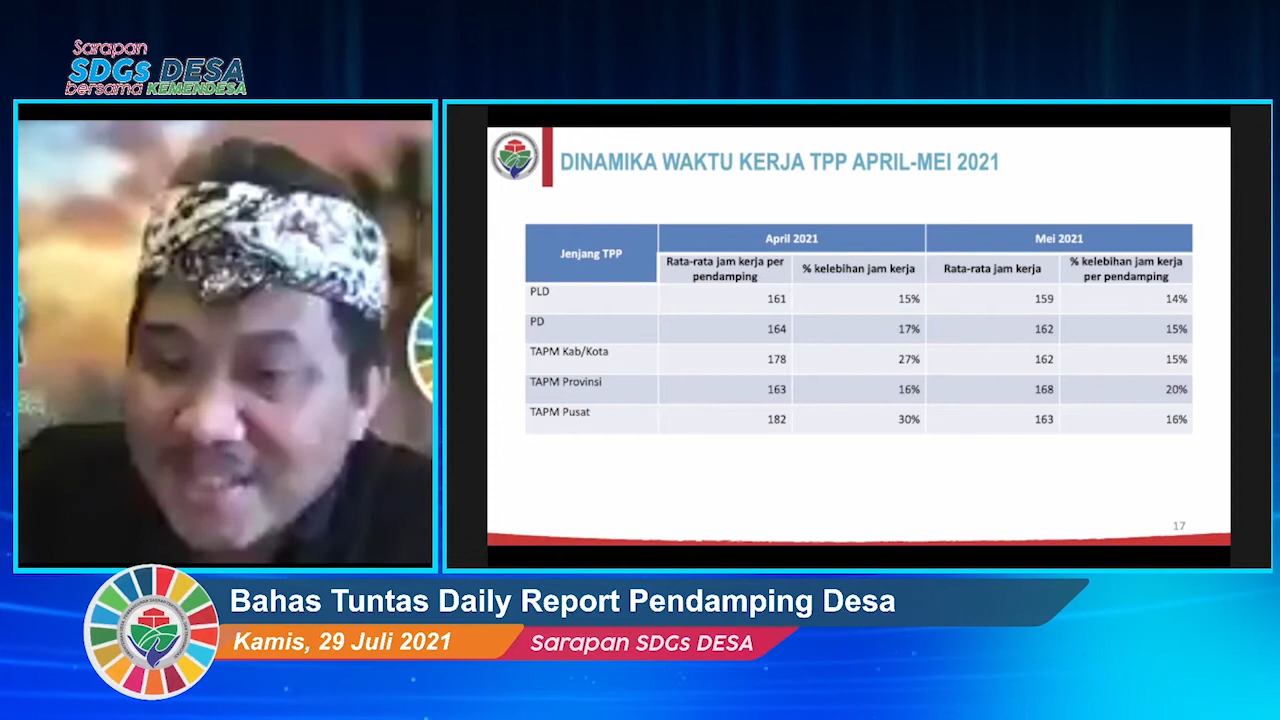 Sarapan
SDGs DESA
bersama KEMENDESA
DINAMIKA WAKTU KERJA TPP APRIL-MEI 2021
Jenjang TPP
April 2021
Mei 2021
Rata-rata jam kerja per
pendamping
% kelebihan jam kerja
Rata-rata jam kerja
% kelebihan jam kerja
per pendamping
PLD 161 15% 159 14%
PD 164 17% 162 15%
TAPM Kab/Kota 178 27% 162 15%
TAPM Provinsi 163 16% 168 20%
TAPM Pusat 182 30% 163 16%
17
Bahas Tuntas Daily Report Pendamping Desa
Kamis, 29 Juli 2021
Sarapan SDGs DESA